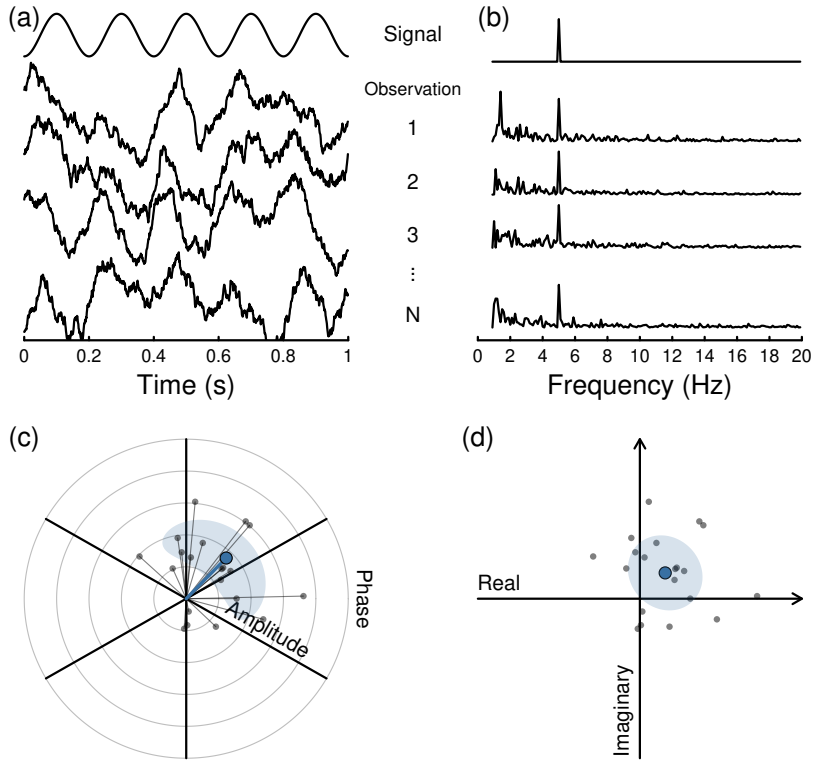 (a)
(b)
Signal
Observation
1
2
3
⋮
N
0 0.2 0.4 0.6 0.8 1
Time (s)
0 2 4 6 8 10 12 14 16 18 20
Frequency (Hz)
(c)
(d)
Phase
Amplitude
Real
Imaginary